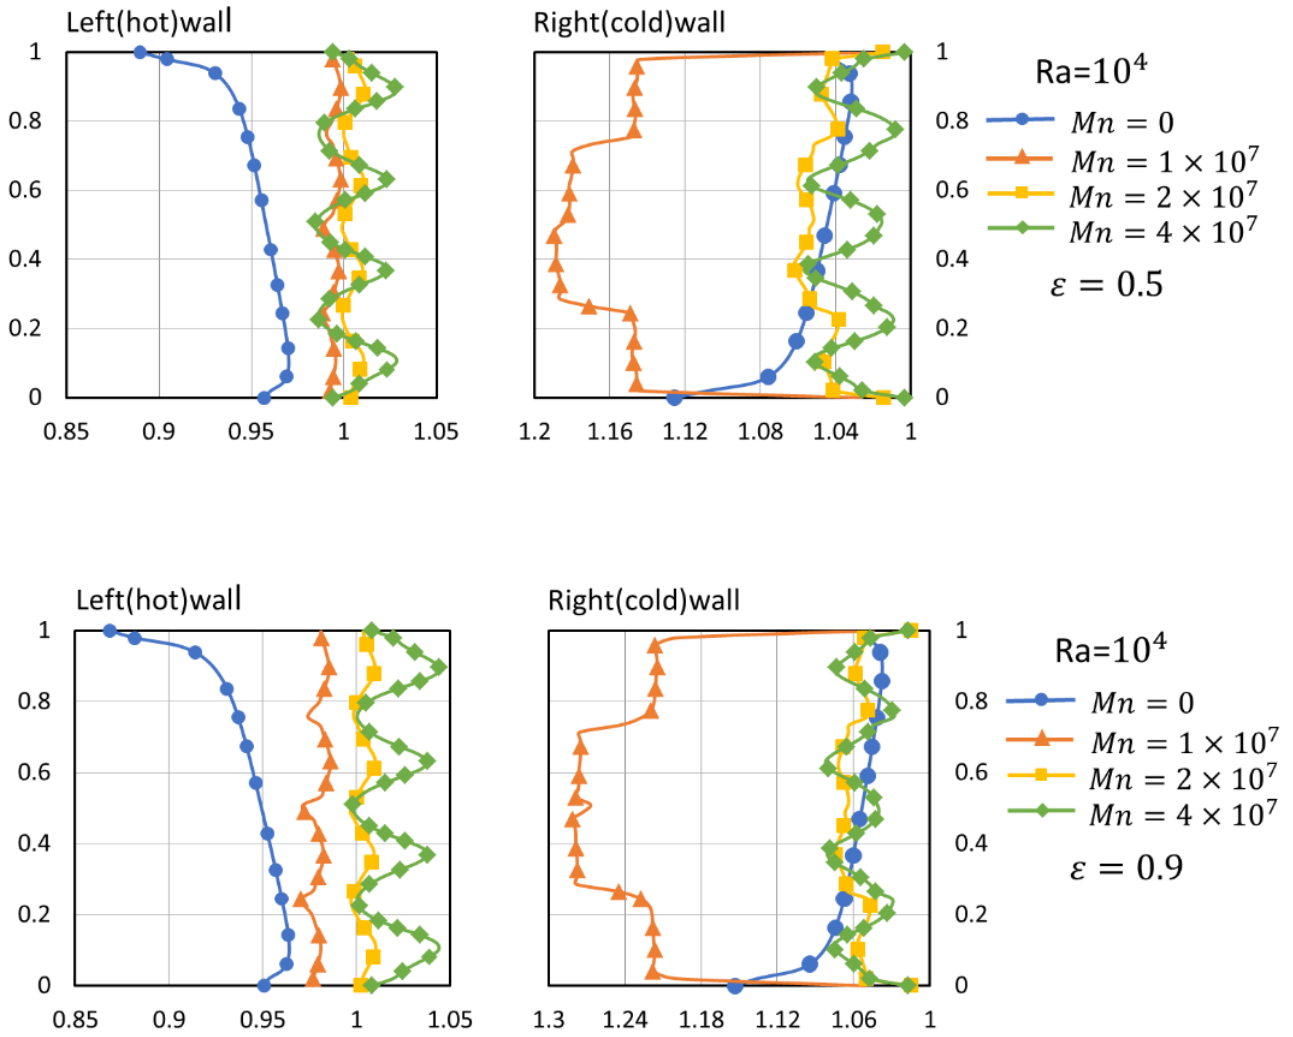 Left(hot)wall
Right(cold)wall
1
0.8
0.6
0.4
0.2
0
0.85 0.9 0.95 1 1.05
1.2 1.16 1.12 1.08 1.04 1
1
0.8
0.6
0.4
0.2
0
Ra=10⁴
Mn = 0
Mn = 1 × 10⁷
Mn = 2 × 10⁷
Mn = 4 × 10⁷
ε = 0.5
Left(hot)wall
Right(cold)wall
1
0.8
0.6
0.4
0.2
0
0.85 0.9 0.95 1 1.05
1.3 1.24 1.18 1.12 1.06 1
1
0.8
0.6
0.4
0.2
0
Ra=10⁴
Mn = 0
Mn = 1 × 10⁷
Mn = 2 × 10⁷
Mn = 4 × 10⁷
ε = 0.9